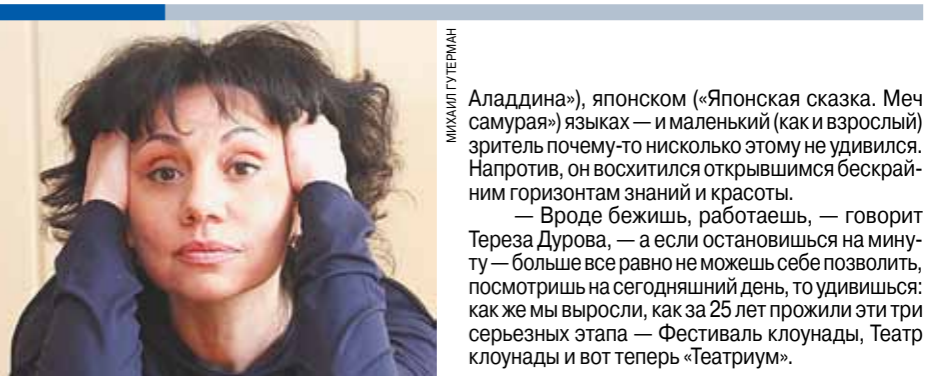 МИХАИЛ ГУТЕРМАН
Аладдина»), японском («Японская сказка. Меч
самурая») языках — и маленький (как и взрослый)
зритель почему-то нисколько этому не удивился.
Напротив, он восхитился открывшимся бескрай-
ним горизонтам знаний и красоты.
— Вроде бежишь, работаешь, — говорит
Тереза Дурова, — а если остановишься на мину-
ту — больше все равно не можешь себе позволить,
посмотришь на сегодняшний день, то удивишься:
как же мы выросли, как за 25 лет прожили эти три
серьезных этапа — Фестиваль клоунады, Театр
клоунады и вот теперь «Театриум».